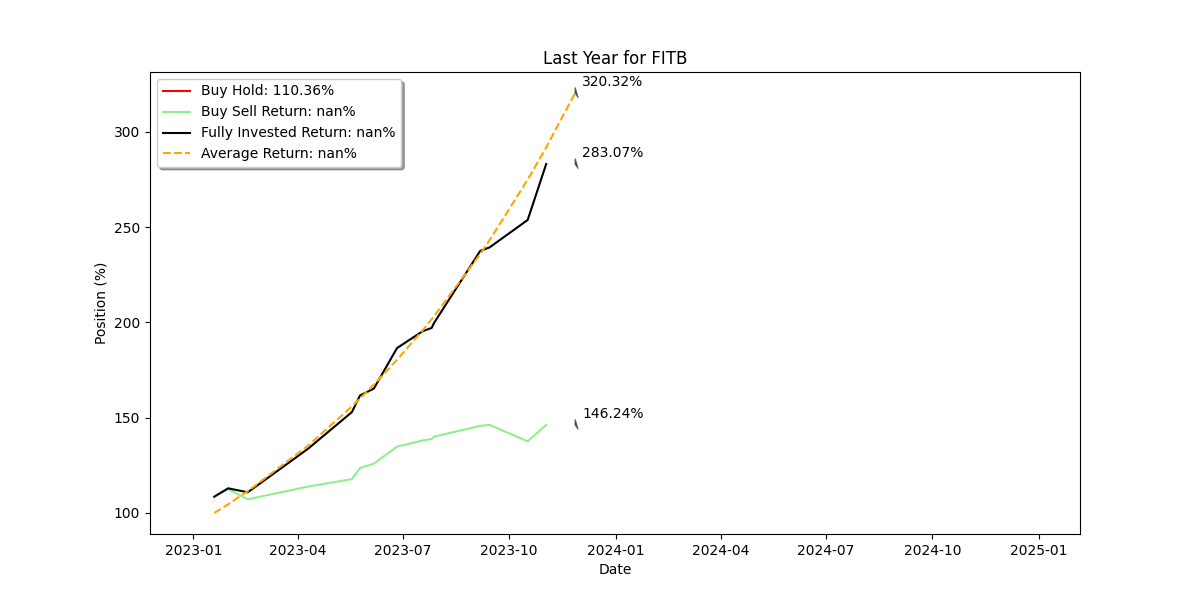 Last Year for FITB
Buy Hold: 110.36%
Buy Sell Return: nan%
Fully Invested Return: nan%
Average Return: nan%
320.32%
283.07%
146.24%
Position (%)
300
250
200
150
100
2023-01
2023-04
2023-07
2023-10
2024-01
2024-04
2024-07
2024-10
2025-01
Date